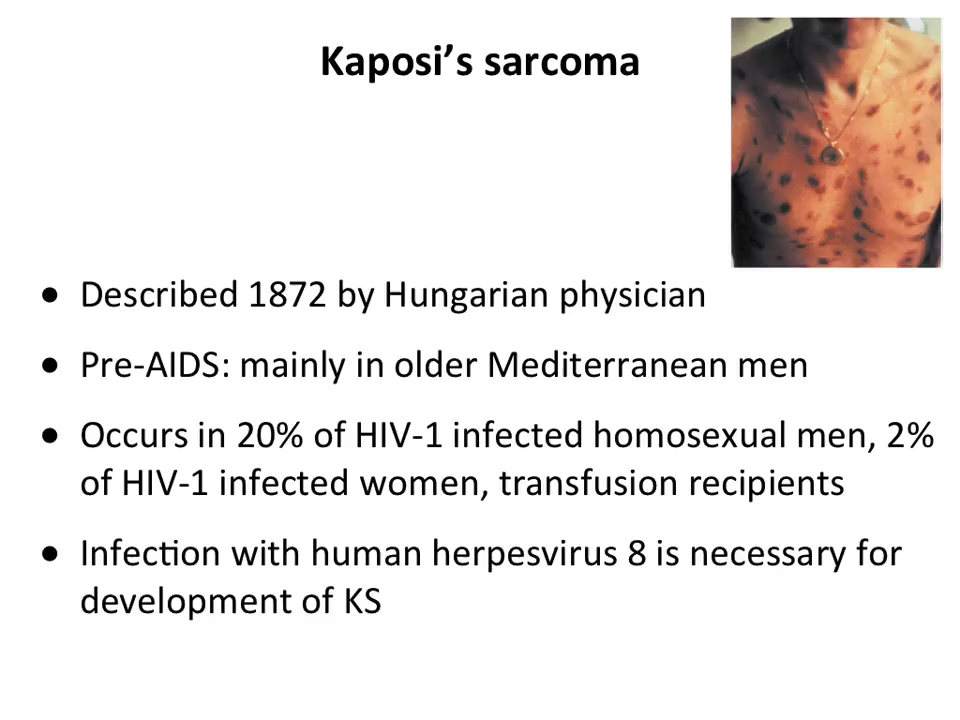 Kaposi’s sarcoma
● Described 1872 by Hungarian physician
● Pre-AIDS: mainly in older Mediterranean men
● Occurs in 20% of HIV-1 infected homosexual men, 2%
of HIV-1 infected women, transfusion recipients
● Infection with human herpesvirus 8 is necessary for
development of KS